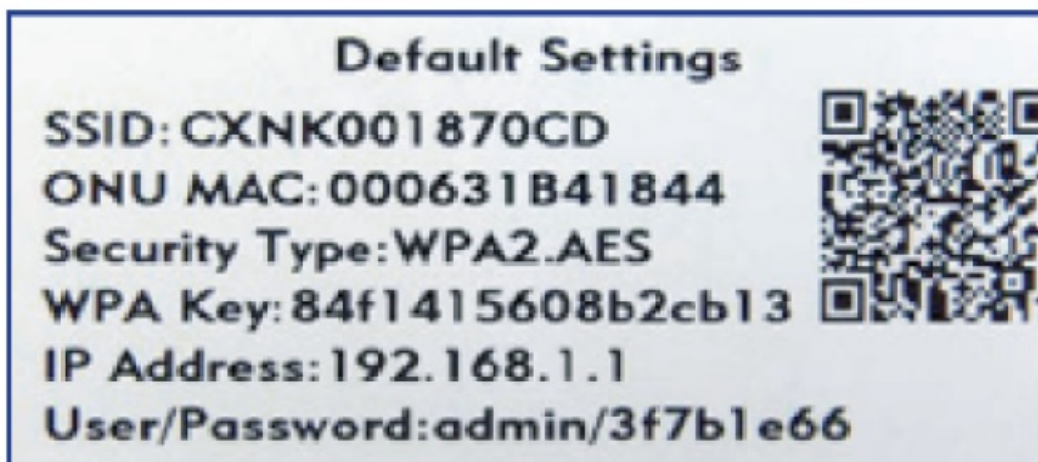 Default Settings
SSID: CXNK001870CD
ONU MAC: 000631B41844
Security Type: WPA2.AES
WPA Key: 84f1415608b2cb13
IP Address: 192.168.1.1
User/Password: admin/3f7b1e66